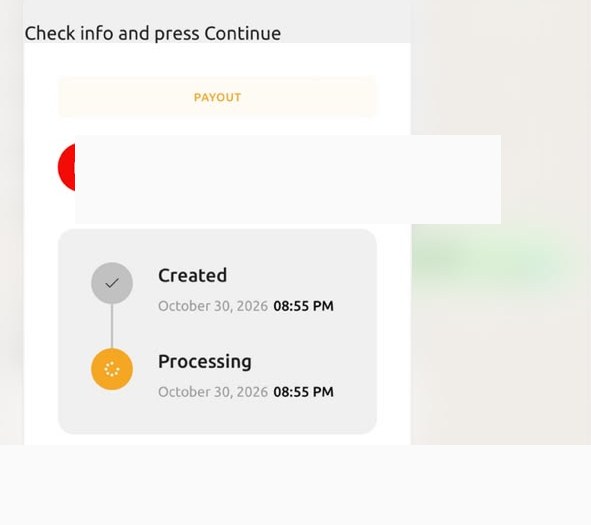 Check info and press Continue
PAYOUT
Created
October 30, 2026 08:55 PM
Processing
October 30, 2026 08:55 PM